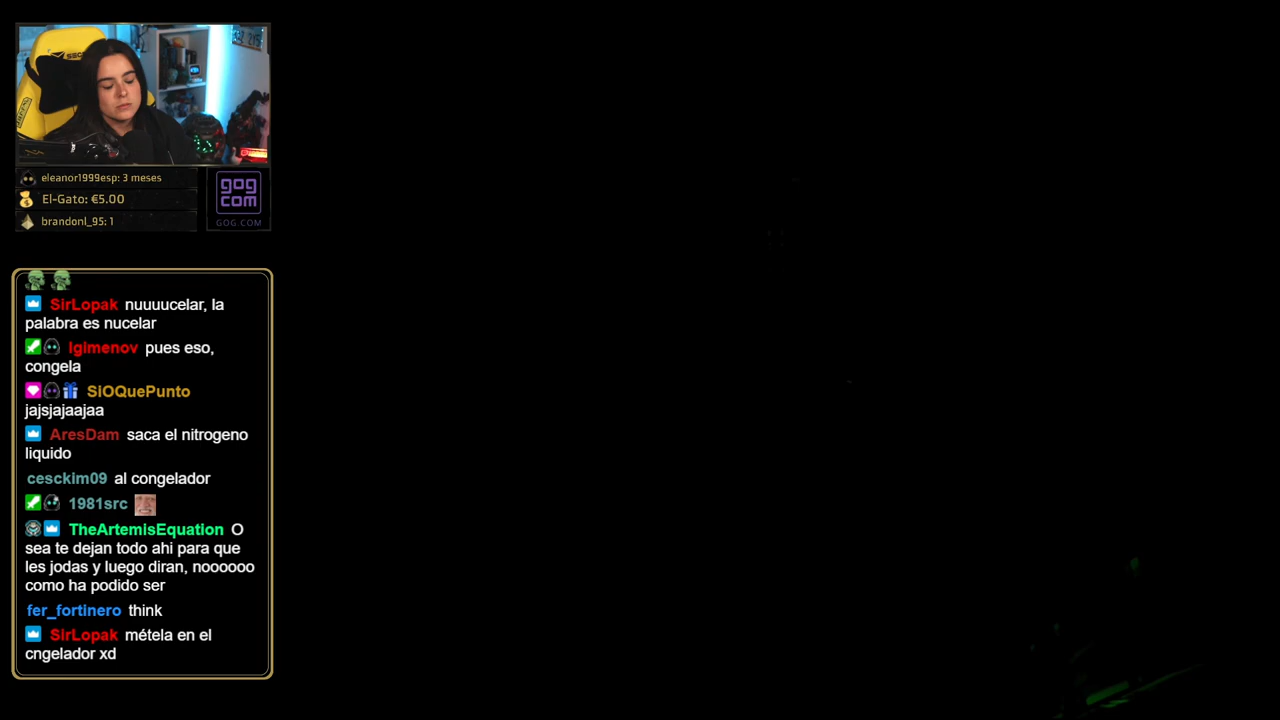 eleanor1999esp: 3 meses
El-Gato: €5.00
brandonl_95: 1
gog
com
GOG.COM
SirLopak nuuuucelar, la
palabra es nucelar
Iglmenov pues eso,
congela
SiOQuePunto
jajsjajaajaa
AresDam saca el nitrogeno
liquido
cesckim09 al congelador
1981src
TheArtemisEquation O
sea te dejan todo ahi para que
les jodas y luego diran, noooooo
como ha podido ser
fer_fortinero think
SirLopak métela en el
cngelador xd